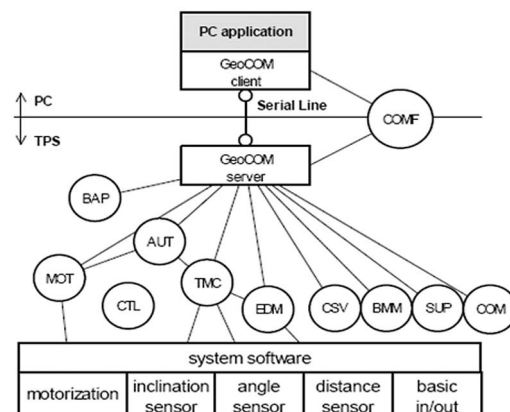 PC application
GeoCOM
client
PC
Serial Line
COMF
TPS
GeoCOM
server
BAP
AUT
MOT
TMC
CTL
EDM
CSV
BMM
SUP
COM
system software
motorization
inclination
sensor
angle
sensor
distance
sensor
basic
in/out